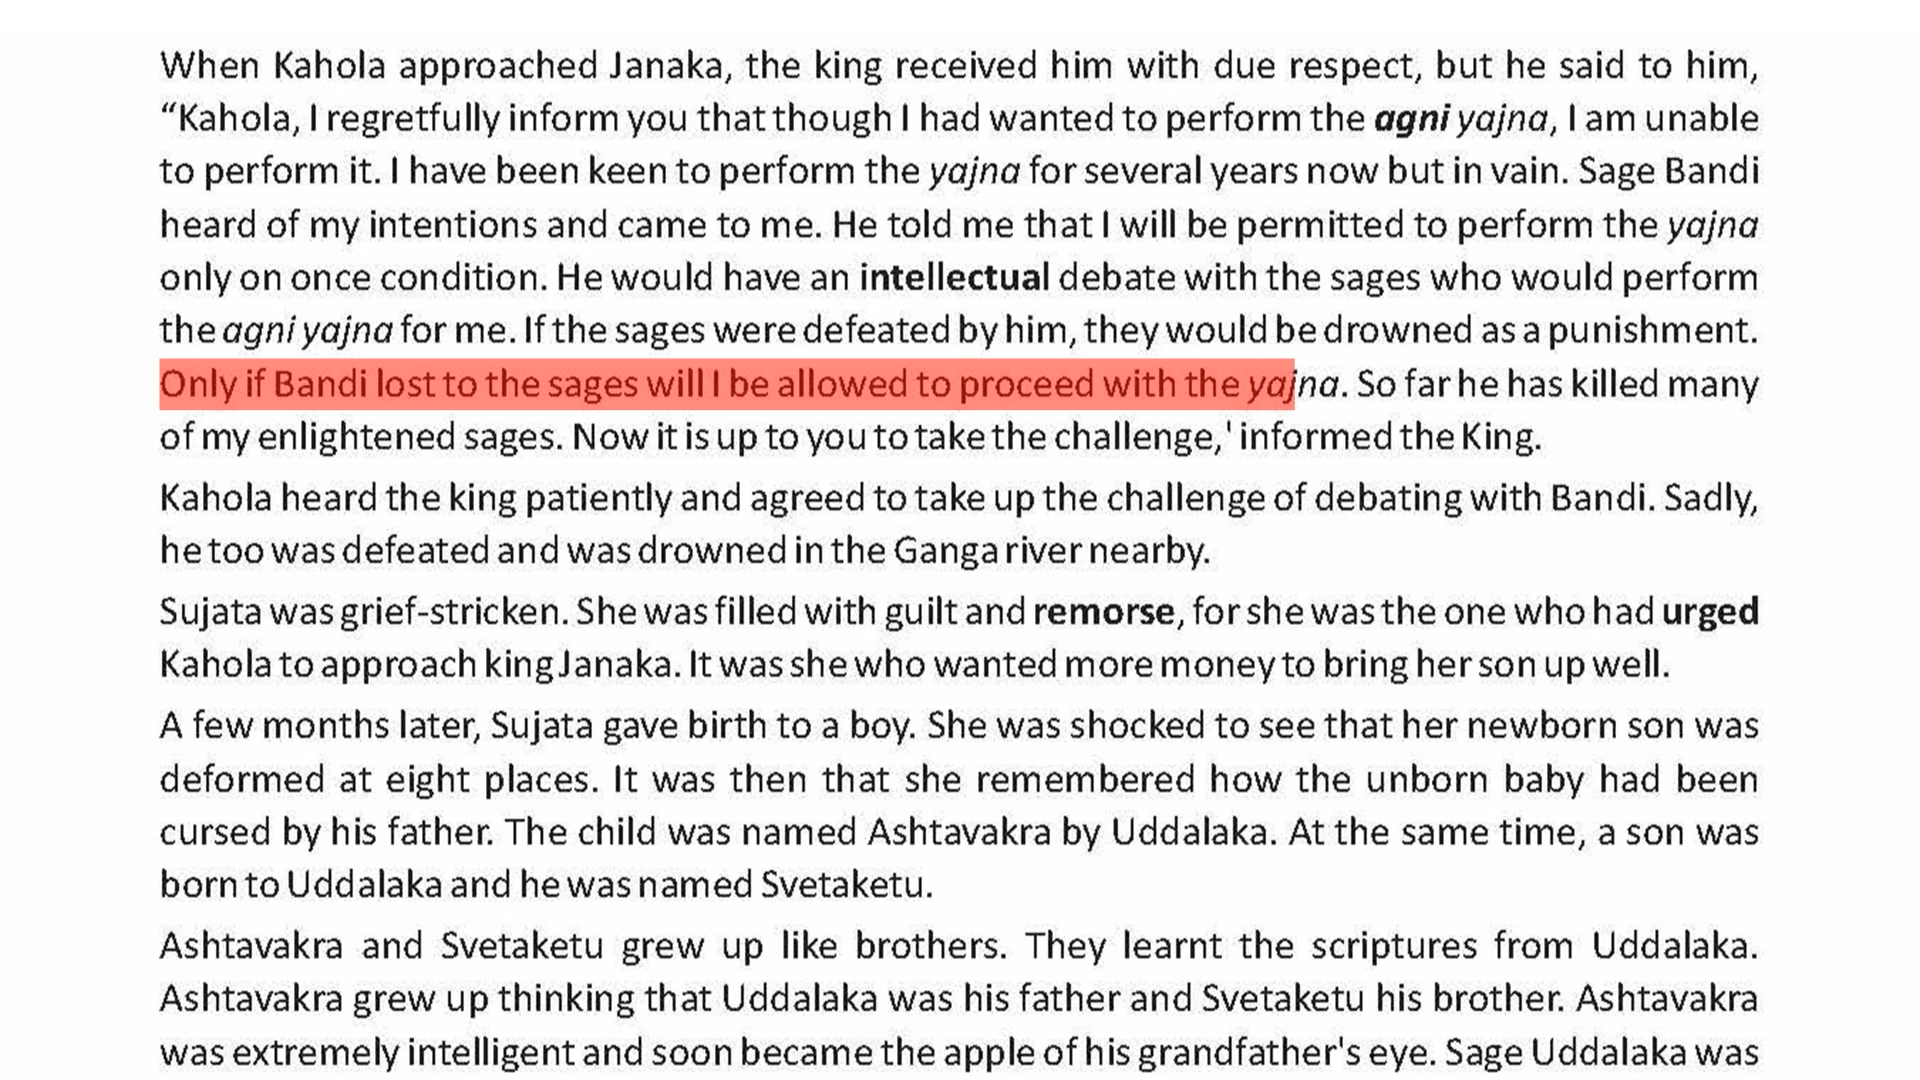 When Kahola approached Janaka, the king received him with due respect, but he said to him,
“Kahola, I regretfully inform you that though I had wanted to perform the agni yajna, I am unable
to perform it. I have been keen to perform the yajna for several years now but in vain. Sage Bandi
heard of my intentions and came to me. He told me that I will be permitted to perform the yajna
only on once condition. He would have an intellectual debate with the sages who would perform
the agni yajna for me. If the sages were defeated by him, they would be drowned as a punishment.
Only if Bandi lost to the sages will I be allowed to proceed with the yajna. So far he has killed many
of my enlightened sages. Now it is up to you to take the challenge,' informed the King.
Kahola heard the king patiently and agreed to take up the challenge of debating with Bandi. Sadly,
he too was defeated and was drowned in the Ganga river nearby.
Sujata was grief-stricken. She was filled with guilt and remorse, for she was the one who had urged
Kahola to approach king Janaka. It was she who wanted more money to bring her son up well.
A few months later, Sujata gave birth to a boy. She was shocked to see that her newborn son was
deformed at eight places. It was then that she remembered how the unborn baby had been
cursed by his father. The child was named Ashtavakra by Uddalaka. At the same time, a son was
born to Uddalaka and he was named Svetaketu.
Ashtavakra and Svetaketu grew up like brothers. They learnt the scriptures from Uddalaka.
Ashtavakra grew up thinking that Uddalaka was his father and Svetaketu his brother. Ashtavakra
was extremely intelligent and soon became the apple of his grandfather's eye. Sage Uddalaka was